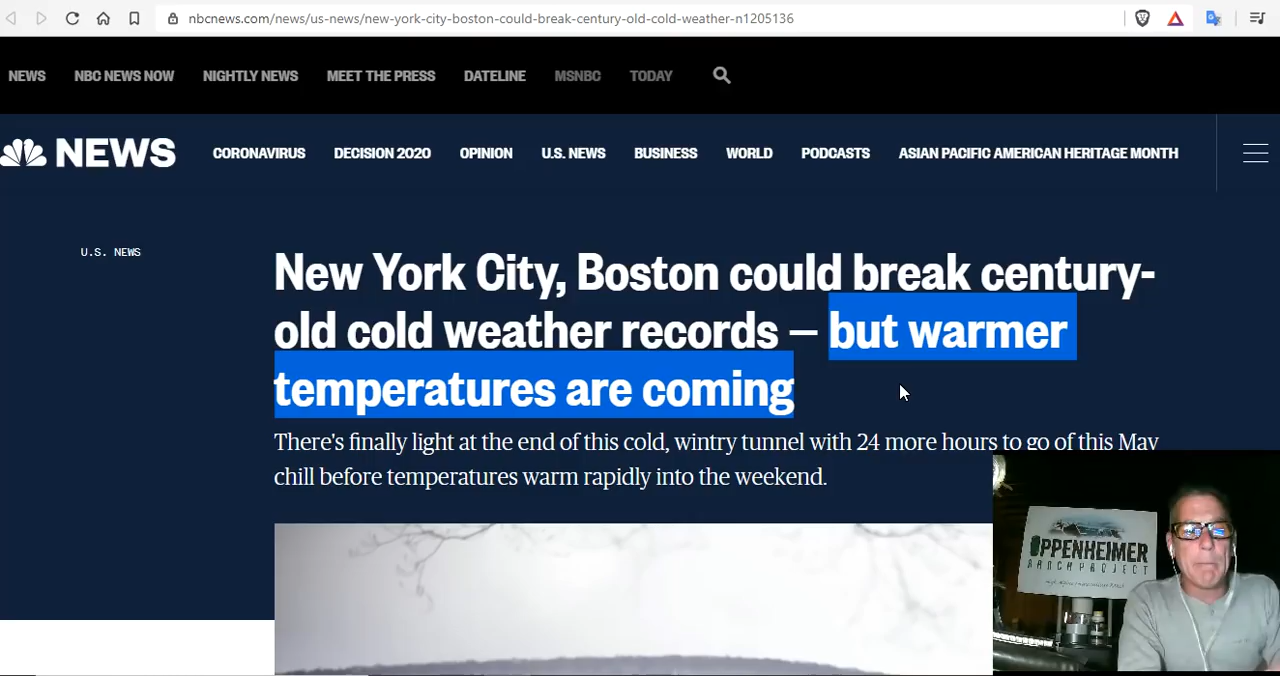 nbcnews.com/news/us-news/new-york-city-boston-could-break-century-old-cold-weather-n1205136
NEWS NBC NEWS NOW NIGHTLY NEWS MEET THE PRESS DATELINE MSNBC TODAY
NEWS CORONAVIRUS DECISION 2020 OPINION U.S. NEWS BUSINESS WORLD PODCASTS ASIAN PACIFIC AMERICAN HERITAGE MONTH
U.S. NEWS
New York City, Boston could break century-
old cold weather records – but warmer
temperatures are coming
There's finally light at the end of this cold, wintry tunnel with 24 more hours to go of this May
chill before temperatures warm rapidly into the weekend.
OPPENHEIMER
RANCH PROJECT